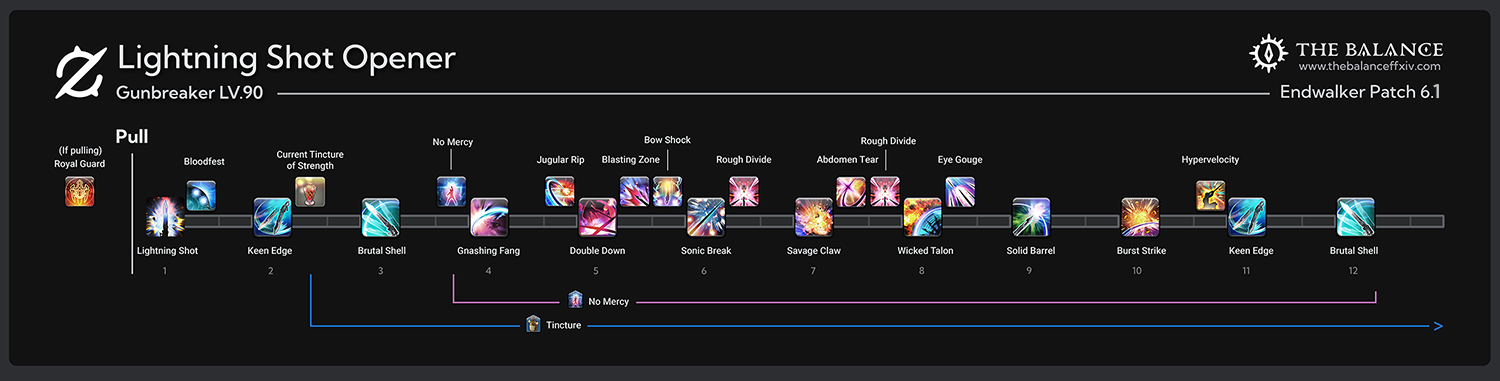 Lightning Shot Opener
THE BALANCE
www.thebalanceffxiv.com
Gunbreaker LV.90
Endwalker Patch 6.1
Pull
(If pulling)
Royal Guard
Bloodfest
Current Tincture
of Strength
No Mercy
Jugular Rip
Blasting Zone
Bow Shock
Rough Divide
Abdomen Tear
Rough Divide
Eye Gouge
Hypervelocity
Lightning Shot
Keen Edge
Brutal Shell
Gnashing Fang
Double Down
Sonic Break
Savage Claw
Wicked Talon
Solid Barrel
Burst Strike
Keen Edge
Brutal Shell
1
2
3
4
5
6
7
8
9
10
11
12
No Mercy
Tincture